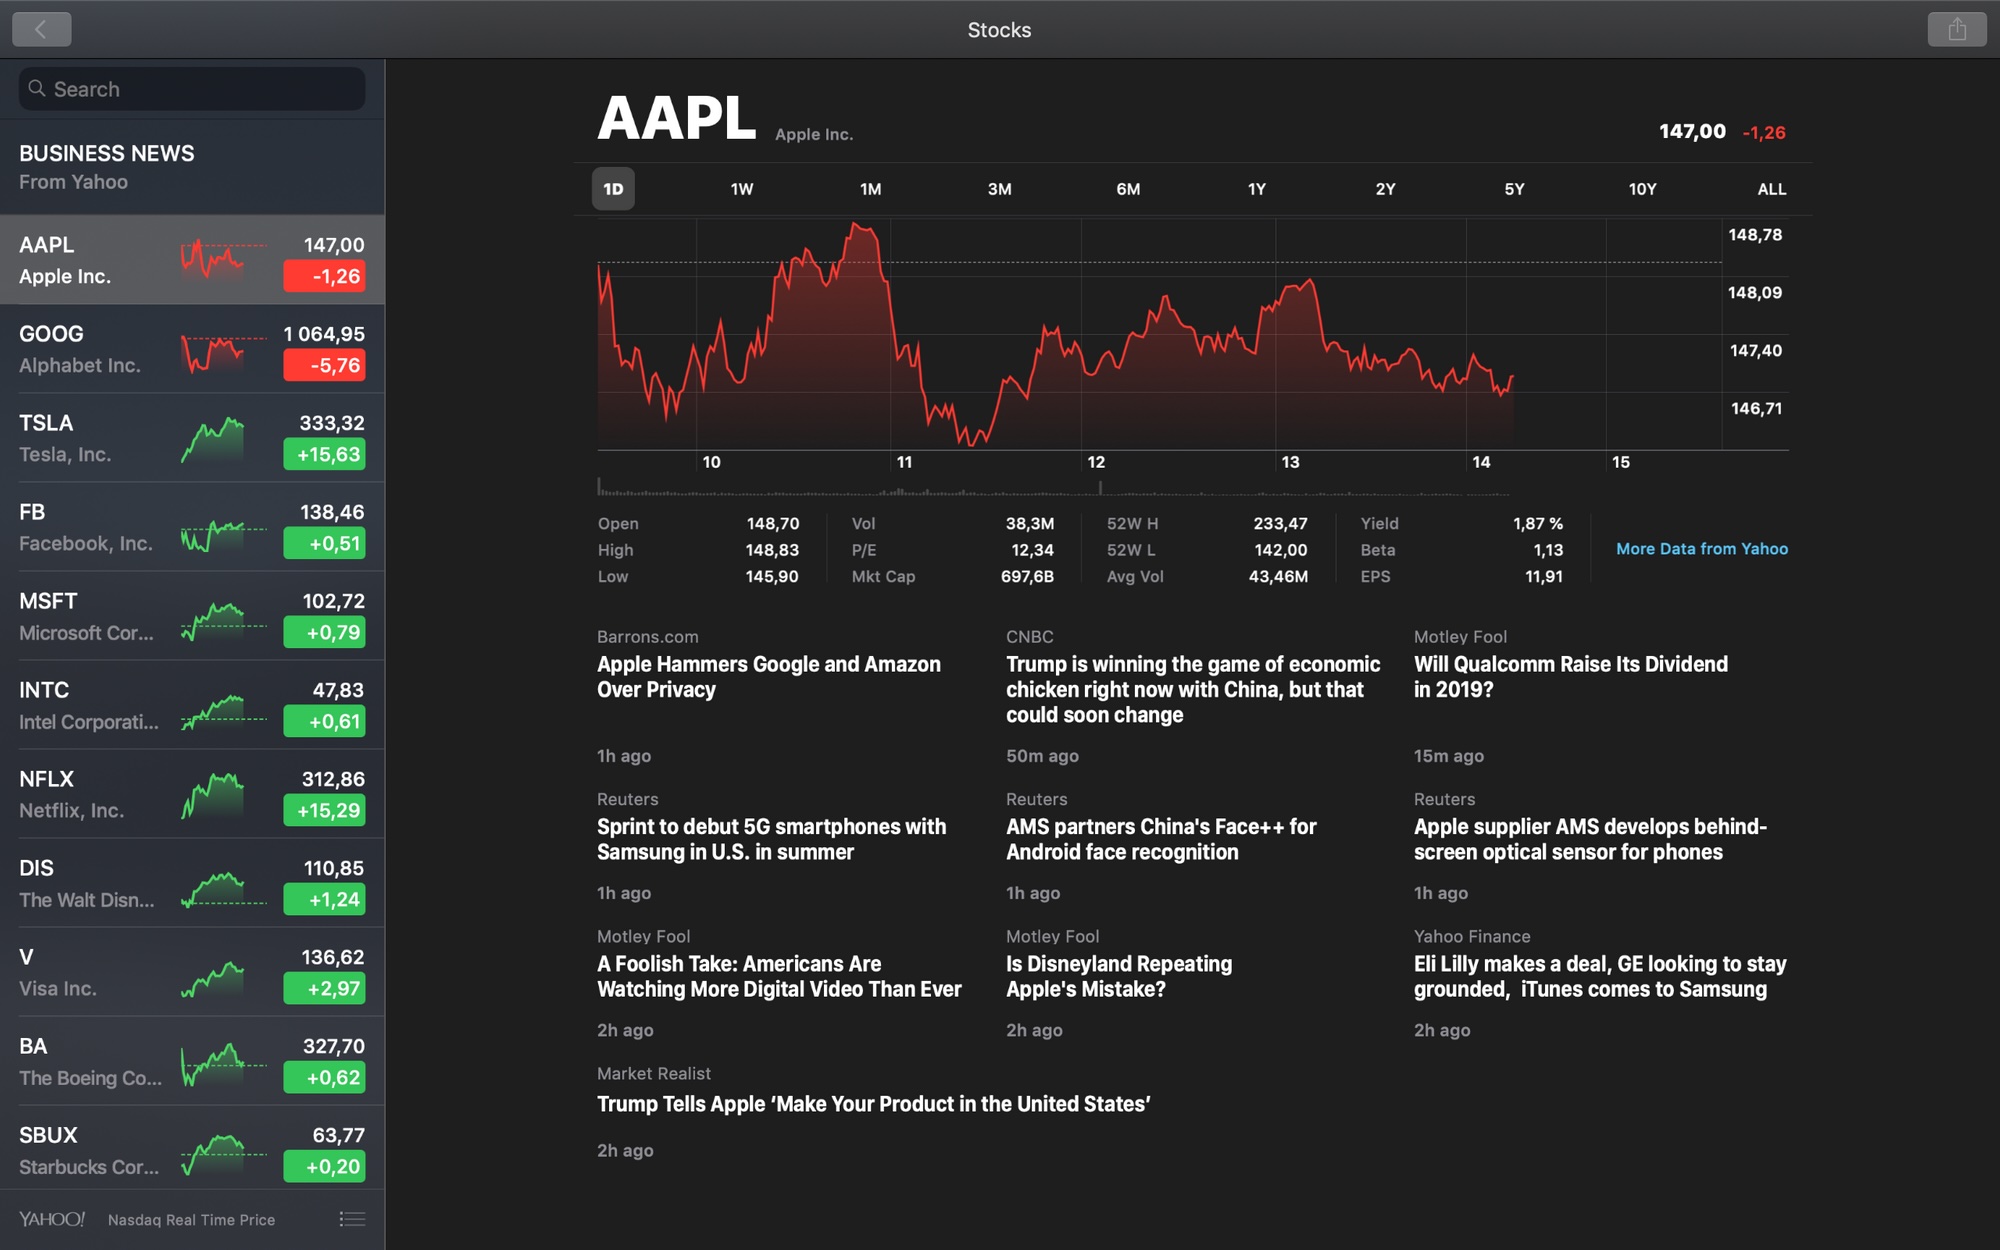 Stocks
Search
BUSINESS NEWS
From Yahoo
AAPL 147,00
Apple Inc. -1,26
GOOG 1 064,95
Alphabet Inc. -5,76
TSLA 333,32
Tesla, Inc. +15,63
FB 138,46
Facebook, Inc. +0,51
MSFT 102,72
Microsoft Cor... +0,79
INTC 47,83
Intel Corporati... +0,61
NFLX 312,86
Netflix, Inc. +15,29
DIS 110,85
The Walt Disn... +1,24
V 136,62
Visa Inc. +2,97
BA 327,70
The Boeing Co... +0,62
SBUX 63,77
Starbucks Cor... +0,20
YAHOO! Nasdaq Real Time Price
AAPL Apple Inc. 147,00 -1,26
1D 1W 1M 3M 6M 1Y 2Y 5Y 10Y ALL
148,78
148,09
147,40
146,71
10 11 12 13 14 15
Open 148,70 Vol 38,3M 52W H 233,47 Yield 1,87 %
High 148,83 P/E 12,34 52W L 142,00 Beta 1,13
Low 145,90 Mkt Cap 697,6B Avg Vol 43,46M EPS 11,91
More Data from Yahoo
Barrons.com
Apple Hammers Google and Amazon
Over Privacy
1h ago
CNBC
Trump is winning the game of economic
chicken right now with China, but that
could soon change
50m ago
Motley Fool
Will Qualcomm Raise Its Dividend
in 2019?
15m ago
Reuters
Sprint to debut 5G smartphones with
Samsung in U.S. in summer
1h ago
Reuters
AMS partners China's Face++ for
Android face recognition
1h ago
Reuters
Apple supplier AMS develops behind-
screen optical sensor for phones
1h ago
Motley Fool
A Foolish Take: Americans Are
Watching More Digital Video Than Ever
2h ago
Motley Fool
Is Disneyland Repeating
Apple's Mistake?
2h ago
Yahoo Finance
Eli Lilly makes a deal, GE looking to stay
grounded, iTunes comes to Samsung
2h ago
Market Realist
Trump Tells Apple ‘Make Your Product in the United States’
2h ago